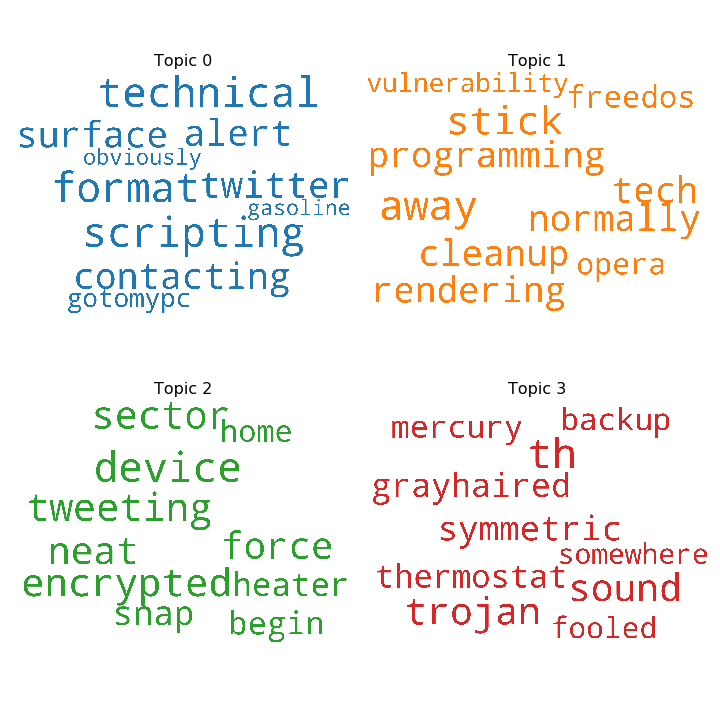 Topic 0
technical
surface alert
obviously
format twitter
gasoline
scripting
contacting
gotomypc
Topic 1
vulnerability
freedos
stick
programming
tech
away
normally
cleanup
opera
rendering
Topic 2
sector
home
device
tweeting
neat
force
encrypted heater
snap
begin
Topic 3
mercury
backup
th
grayhaired
symmetric
somewhere
thermostat
sound
trojan
fooled